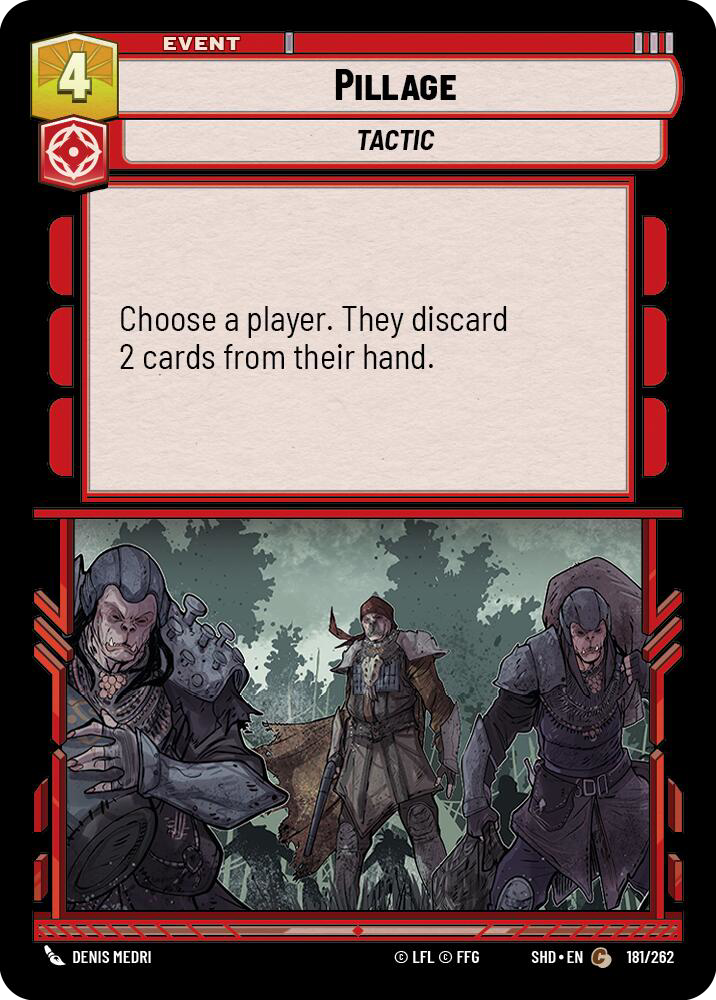 EVENT
4
PILLAGE
TACTIC
Choose a player. They discard
2 cards from their hand.
DENIS MEDRI
© LFL © FFG
SHD • EN
C
181/262